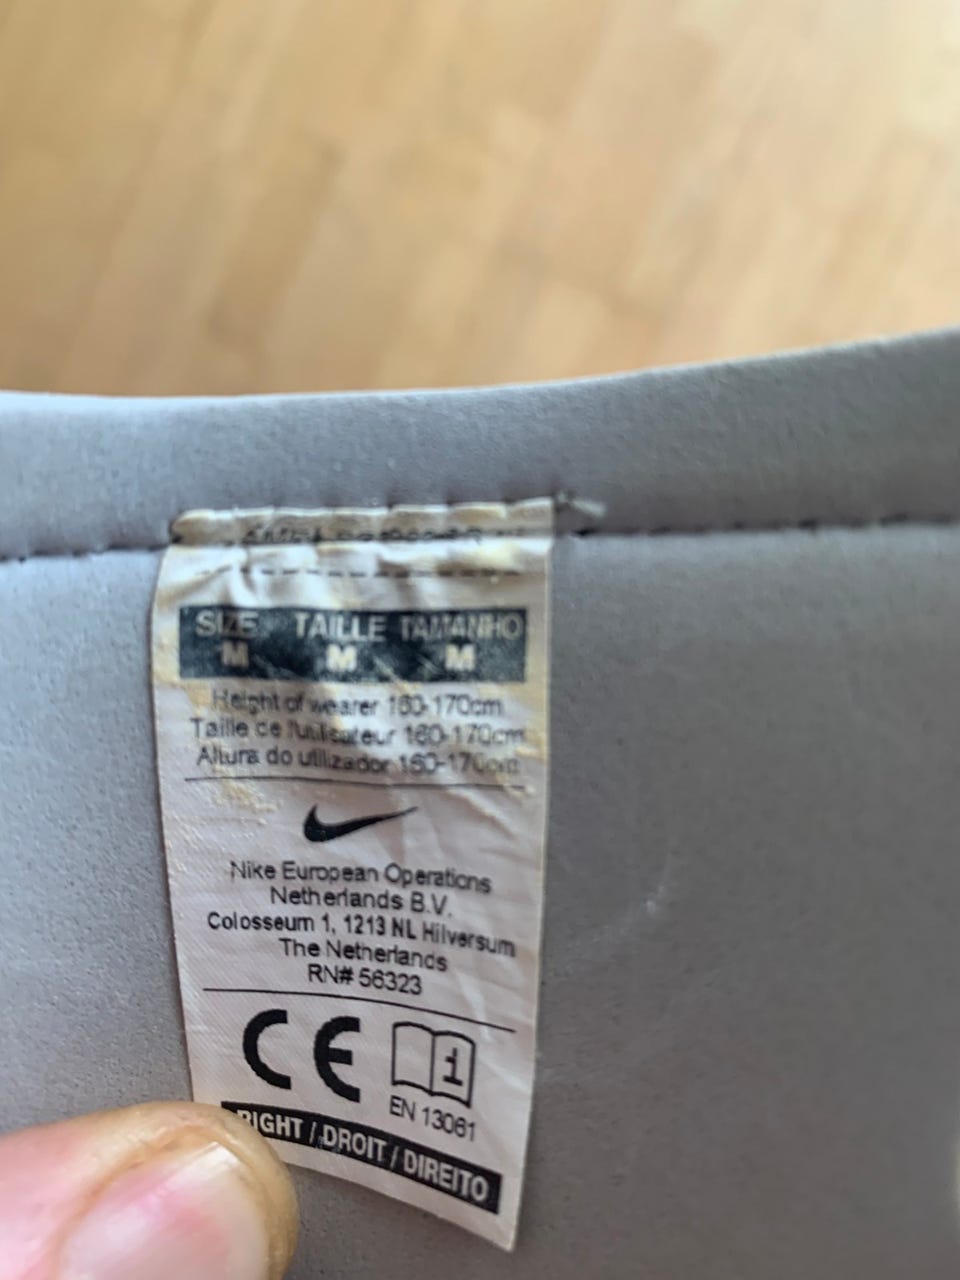 SIZE TAILLE TAMANHO
M M M
Height of wearer 160-170cm
Taille de l'utilisateur 160-170cm
Altura do utilizador 160-170cm
Nike European Operations
Netherlands B.V.
Colosseum 1, 1213 NL Hilversum
The Netherlands
RN# 56323
CE i
EN 13061
RIGHT / DROIT / DIREITO